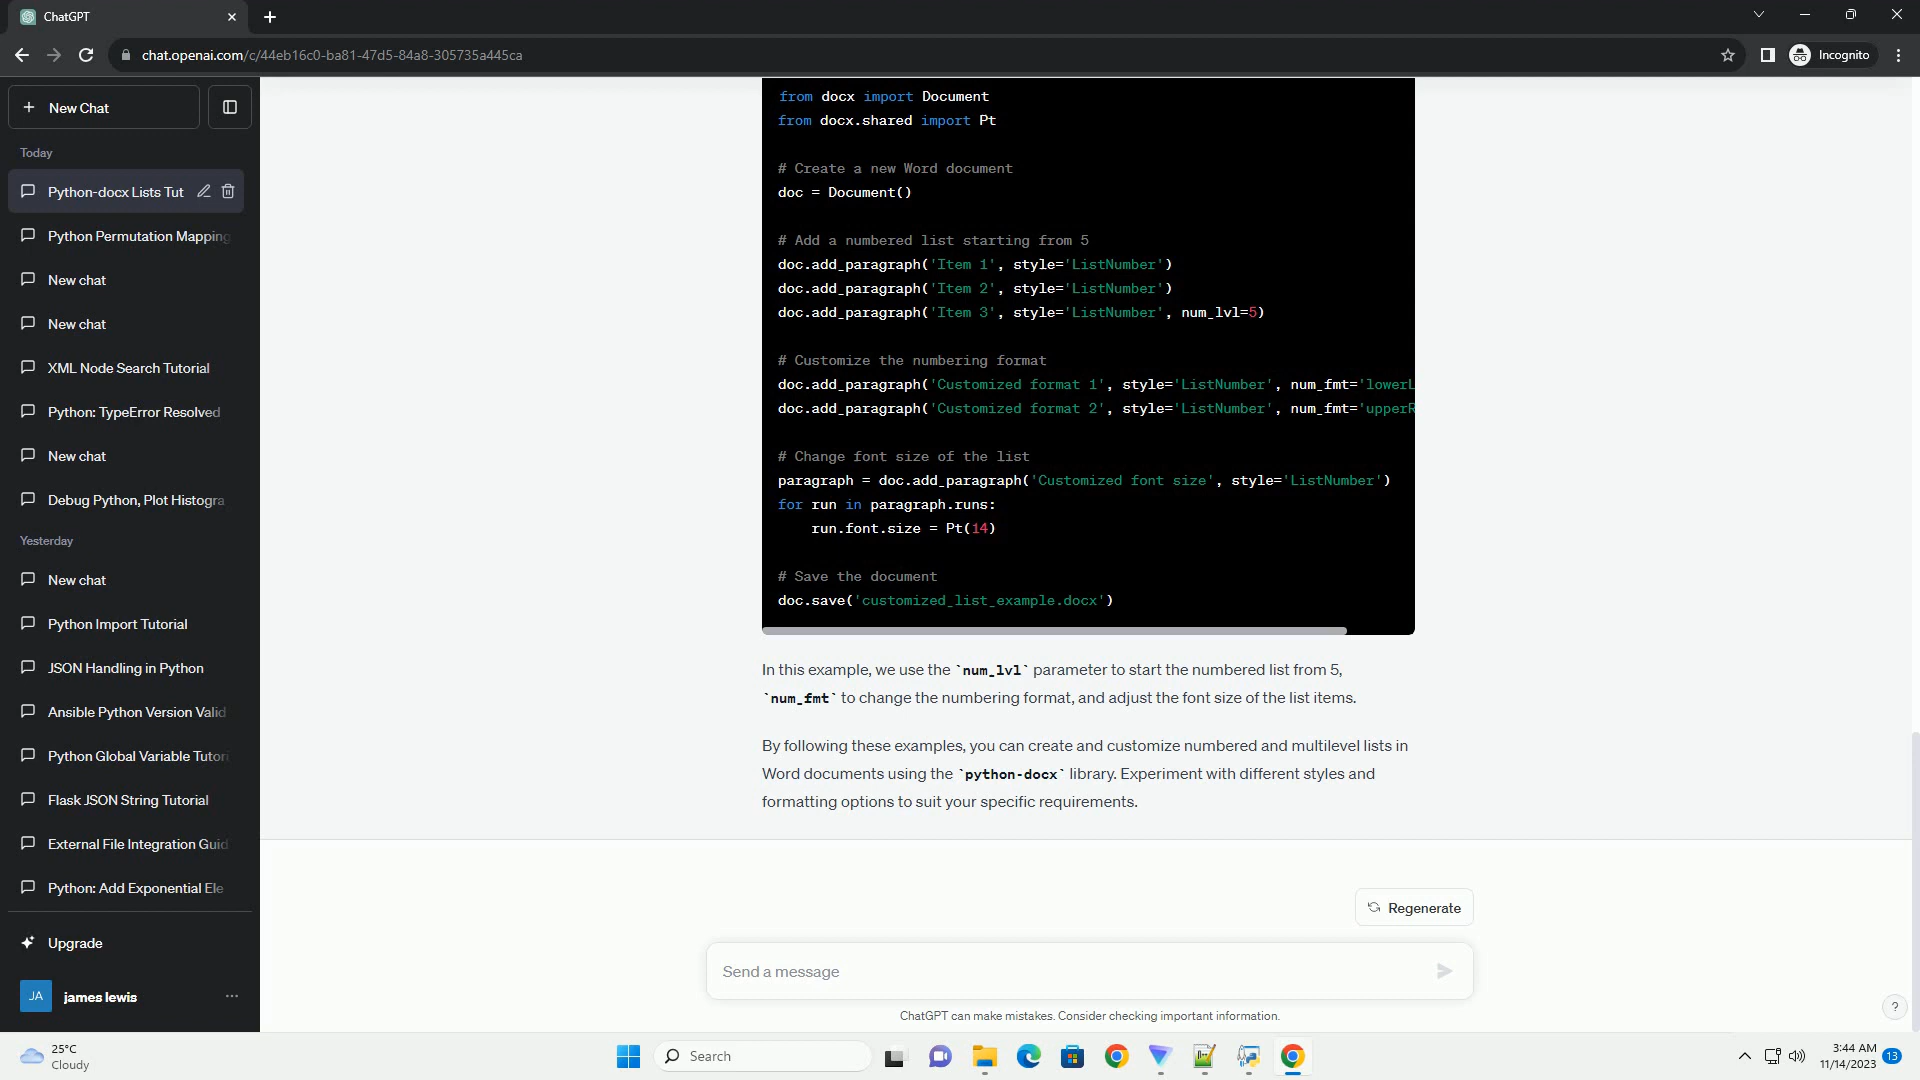 ChatGPT
chat.openai.com/c/44eb16c0-ba81-47d5-84a8-305735a445ca
Incognito
New Chat
Today
Python-docx Lists Tut
Python Permutation Mapping
New chat
New chat
XML Node Search Tutorial
Python: TypeError Resolved
New chat
Debug Python, Plot Histogra
Yesterday
New chat
Python Import Tutorial
JSON Handling in Python
Ansible Python Version Valid
Python Global Variable Tutori
Flask JSON String Tutorial
External File Integration Guid
Python: Add Exponential Ele
Upgrade
JA james lewis
from docx import Document
from docx.shared import Pt
# Create a new Word document
doc = Document()
# Add a numbered list starting from 5
doc.add_paragraph('Item 1', style='ListNumber')
doc.add_paragraph('Item 2', style='ListNumber')
doc.add_paragraph('Item 3', style='ListNumber', num_lvl=5)
# Customize the numbering format
doc.add_paragraph('Customized format 1', style='ListNumber', num_fmt='lowerL
doc.add_paragraph('Customized format 2', style='ListNumber', num_fmt='upperR
# Change font size of the list
paragraph = doc.add_paragraph('Customized font size', style='ListNumber')
for run in paragraph.runs:
    run.font.size = Pt(14)
# Save the document
doc.save('customized_list_example.docx')
In this example, we use the `num_lvl` parameter to start the numbered list from 5,
`num_fmt` to change the numbering format, and adjust the font size of the list items.
By following these examples, you can create and customize numbered and multilevel lists in
Word documents using the `python-docx` library. Experiment with different styles and
formatting options to suit your specific requirements.
Regenerate
Send a message
ChatGPT can make mistakes. Consider checking important information.
?
25°C
Cloudy
Search
3:44 AM
11/14/2023
13